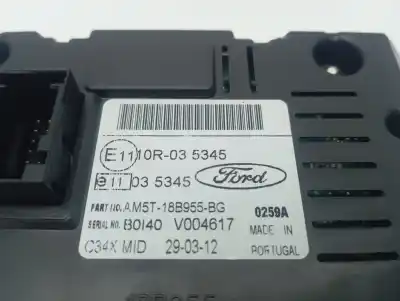 E11 10R-03 5345
e11 03 5345 Ford
PART NO. AM5T-18B955-BG 0259A
SERIAL NO. B0I40 V004617 MADE IN
C34X MID 29-03-12 PORTUGAL